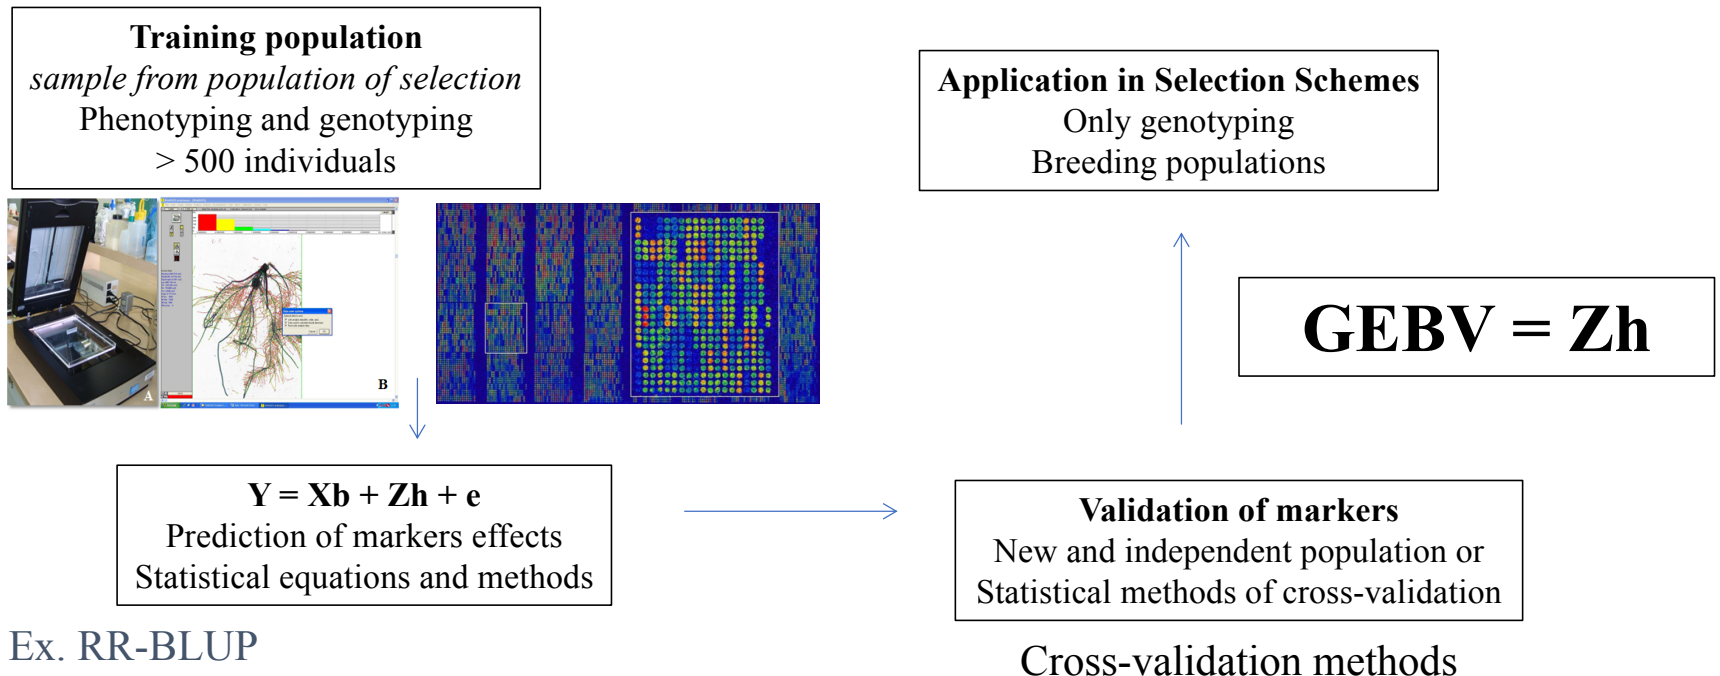 Training population
sample from population of selection
Phenotyping and genotyping
> 500 individuals
Application in Selection Schemes
Only genotyping
Breeding populations
A
B
GEBV = Zh
Y = Xb + Zh + e
Prediction of markers effects
Statistical equations and methods
Validation of markers
New and independent population or
Statistical methods of cross-validation
Ex. RR-BLUP
Cross-validation methods